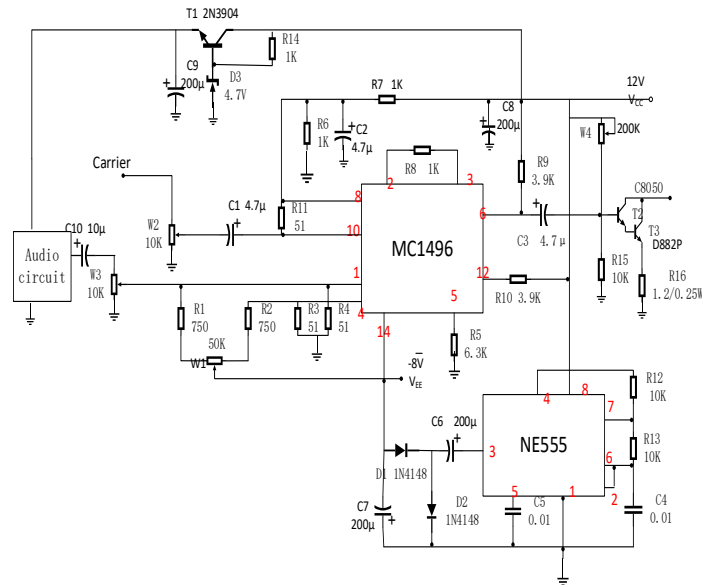 T1 2N3904
R14
1K
C9
200μ
D3
4.7V
R7 1K
12V
Vcc
C8
200μ
W4
200K
R6
1K
C2
4.7μ
R8 1K
2
3
R9
3.9K
C8050
T2
T3
D882P
Carrier
C1 4.7μ
8
R11
51
10
6
C3 4.7μ
W2
10K
C10 10μ
MC1496
Audio
circuit
W3
10K
1
12
R10 3.9K
R15
10K
R16
1.2/0.25W
5
R1
750
R2
750
R3
51
R4
51
4
14
R5
6.3K
50K
W1
-8V
VEE
C6 200μ
4
8
7
R12
10K
NE555
3
R13
10K
6
D1 1N4148
D2
1N4148
C7
200μ
5
C5
0.01
1
2
C4
0.01